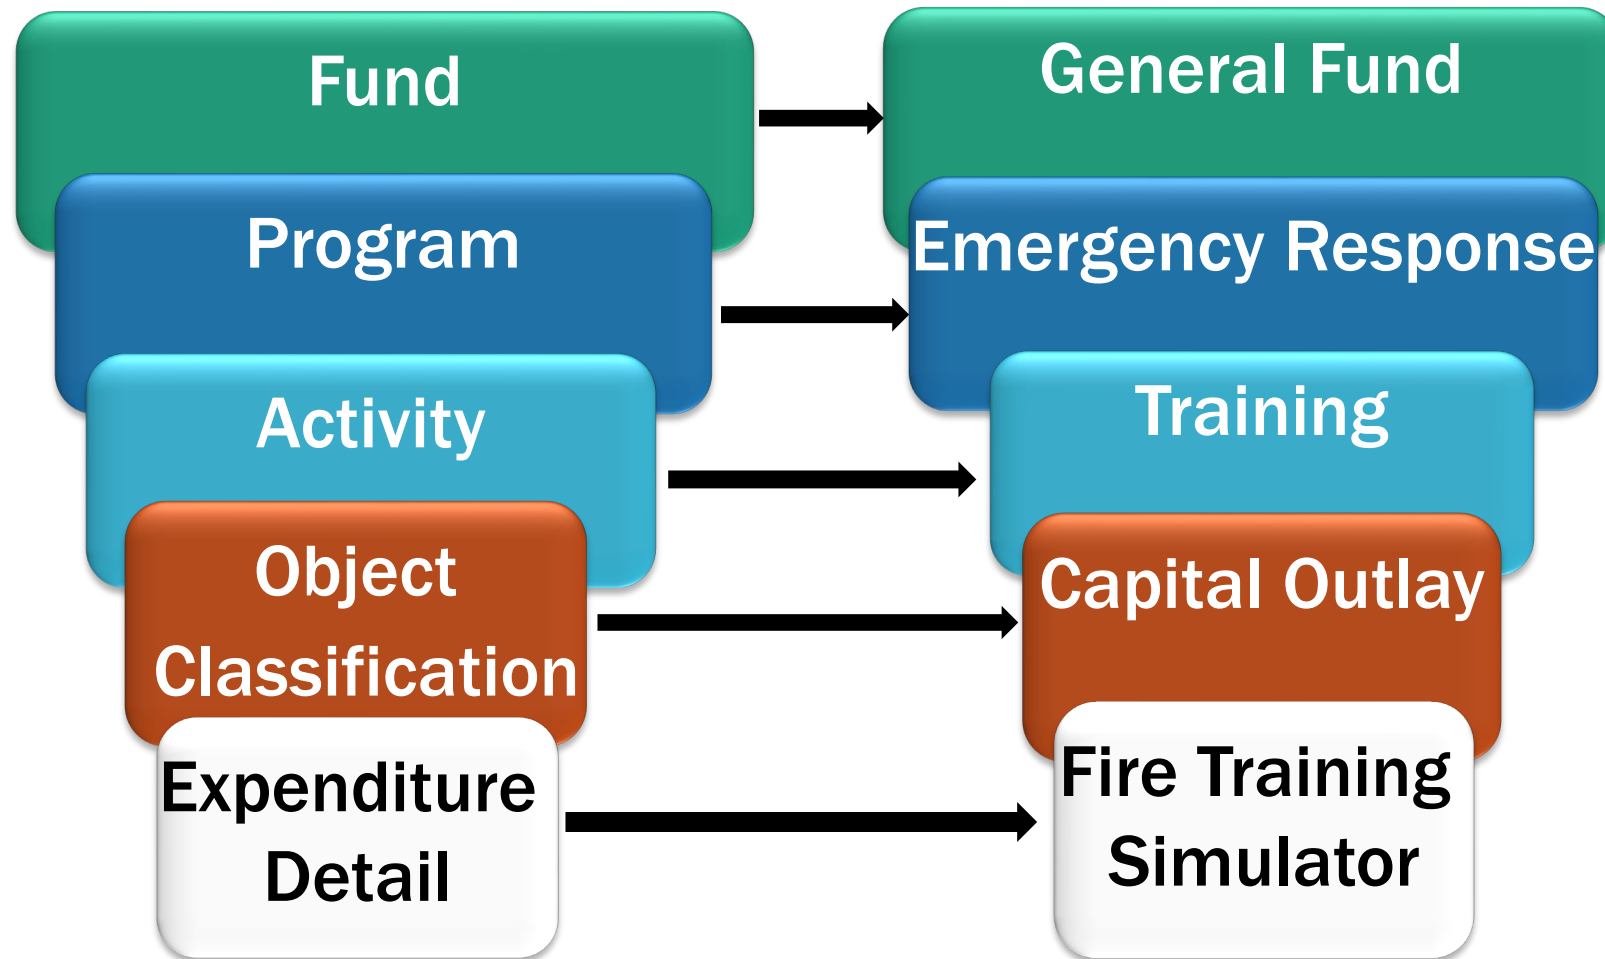 Fund
General Fund
Program
Emergency Response
Activity
Training
Object
Classification
Capital Outlay
Expenditure
Detail
Fire Training
Simulator